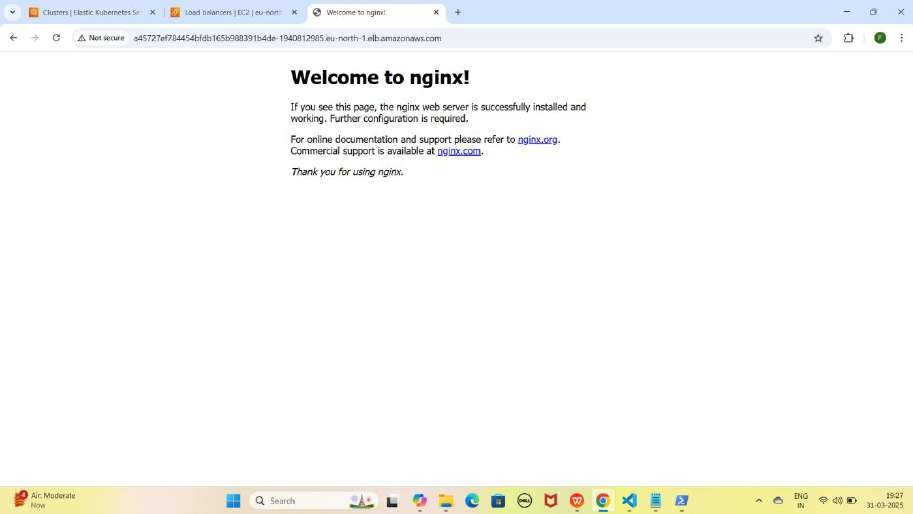 Clusters | Elastic Kubernetes Se
Load balancers | EC2 | eu-north
Welcome to nginx!
Not secure
a45727ef784454bfdb165b988391b4de-1940812985.eu-north-1.elb.amazonaws.com
Welcome to nginx!
If you see this page, the nginx web server is successfully installed and
working. Further configuration is required.
For online documentation and support please refer to nginx.org.
Commercial support is available at nginx.com.
Thank you for using nginx.
4
Air: Moderate
Now
Search
DELL
ENG
IN
19:27
31-03-2025